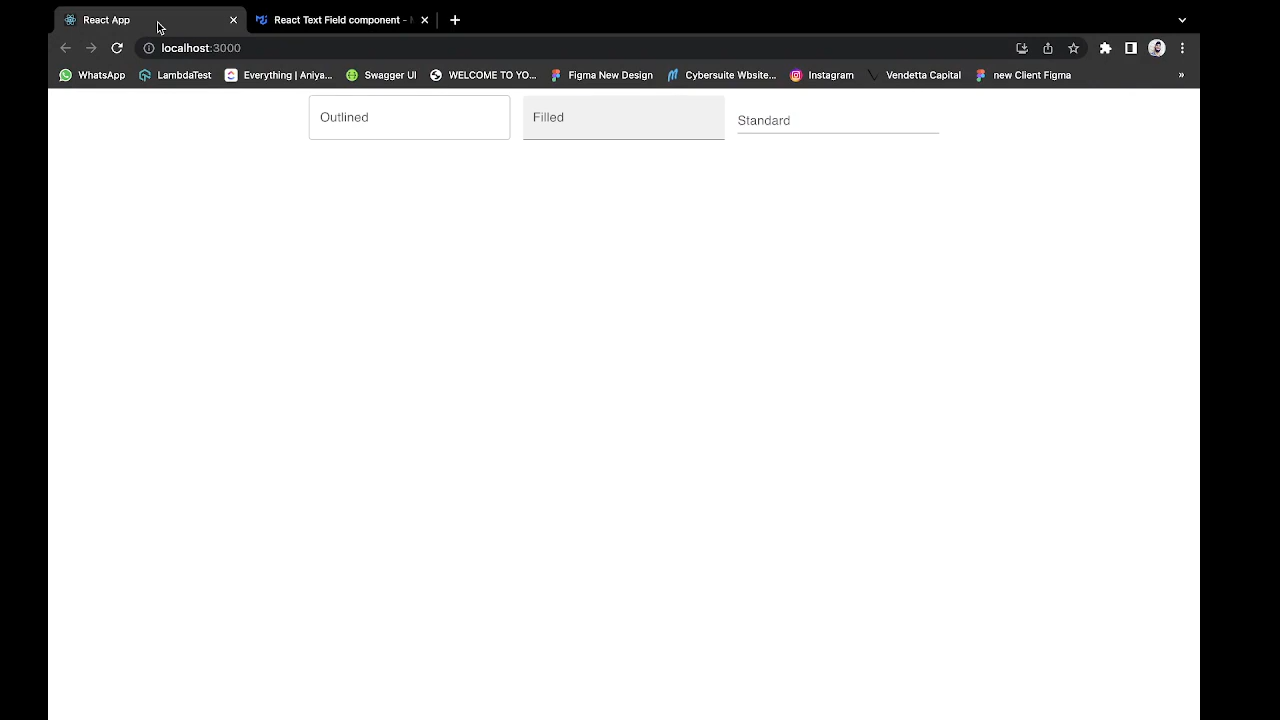 React App
React Text Field component -
localhost:3000
WhatsApp LambdaTest Everything | Aniya... Swagger UI WELCOME TO YO... Figma New Design Cybersuite Wbsite... Instagram Vendetta Capital new Client Figma »
Outlined Filled Standard